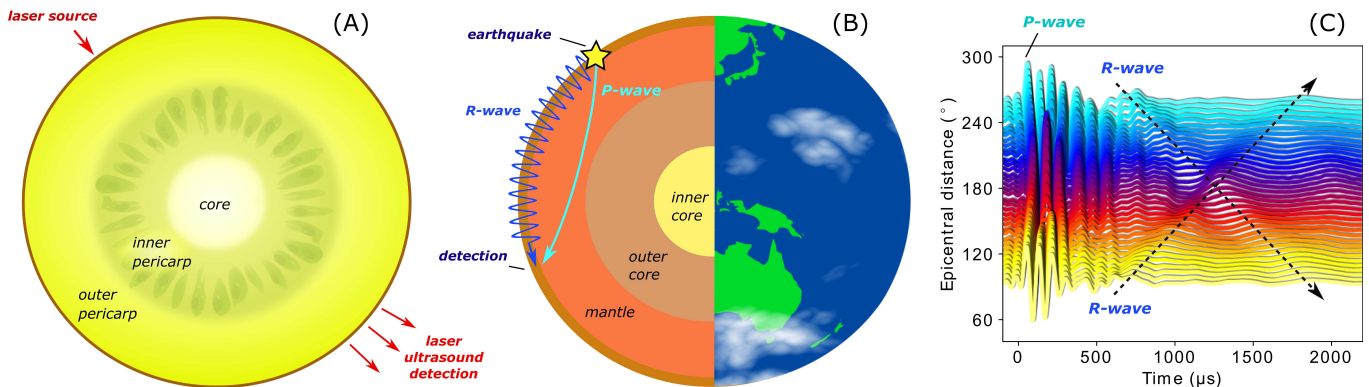 (A)
laser source
core
inner
pericarp
outer
pericarp
laser
ultrasound
detection
(B)
earthquake
P-wave
R-wave
inner
core
outer
core
detection
mantle
(C)
P-wave
R-wave
R-wave
Epicentral distance (°)
300
240
180
120
60
0
500
1000
1500
2000
Time (µs)